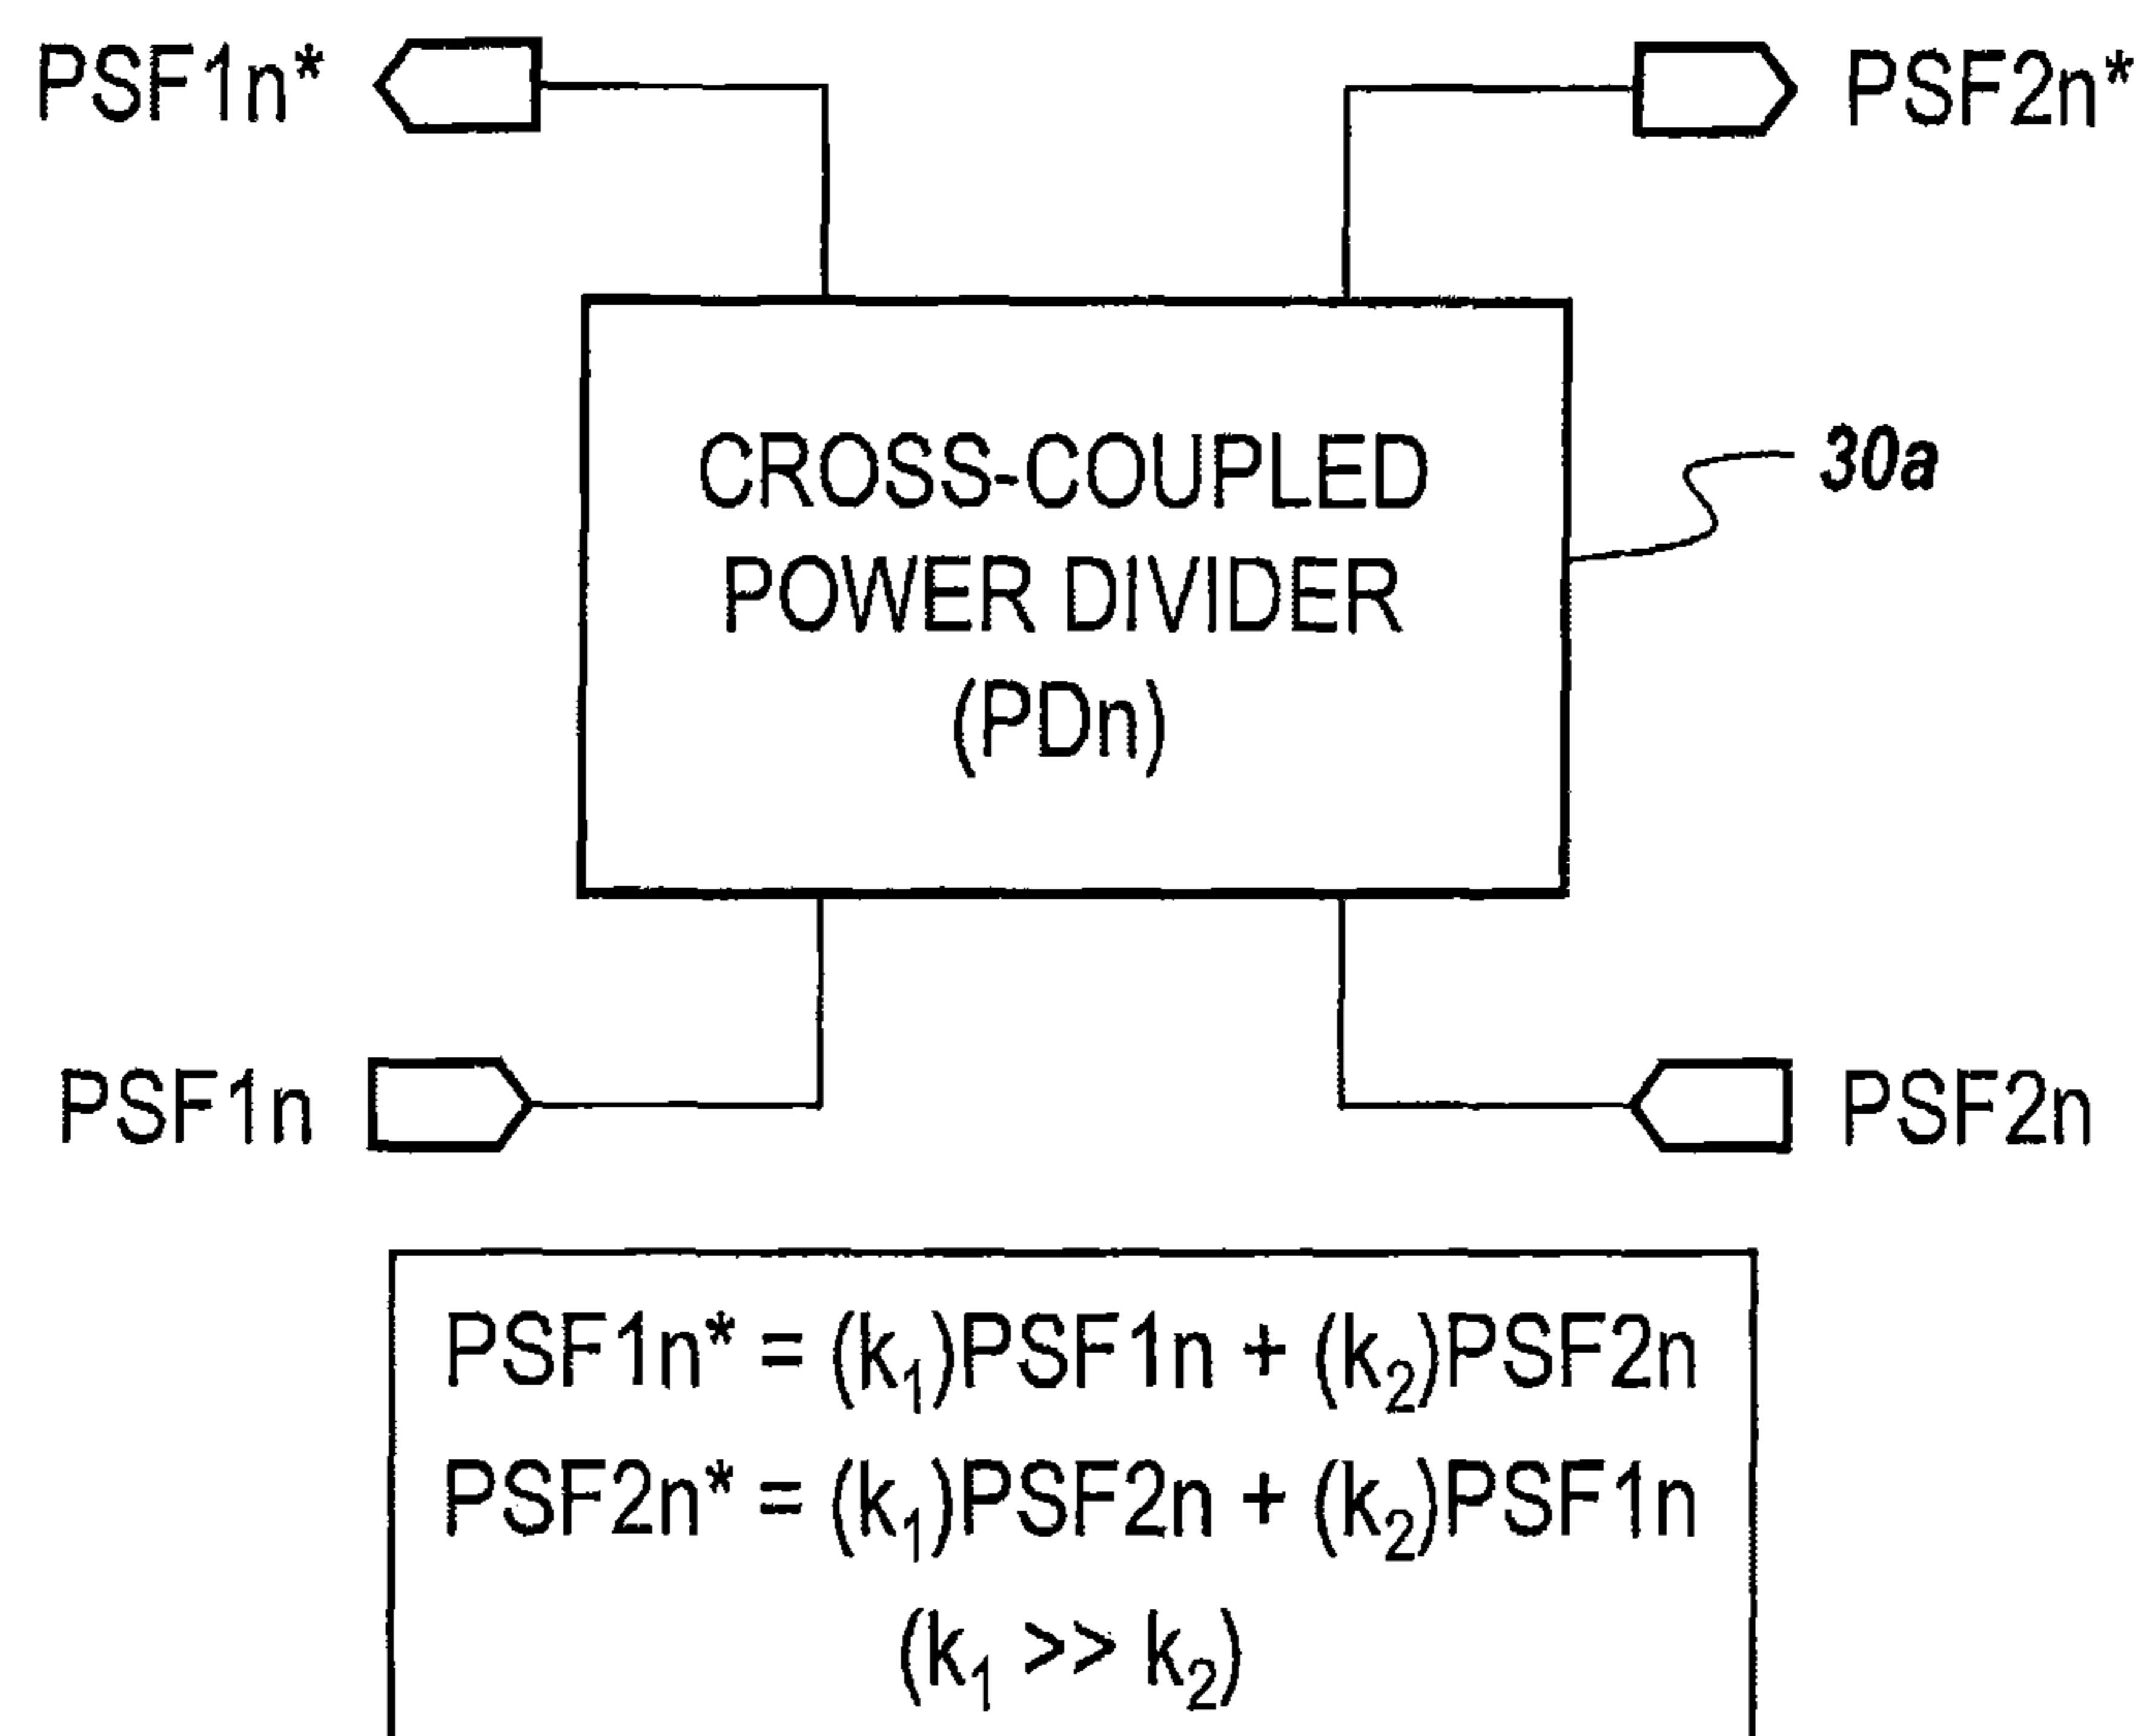 PSF1n*
PSF2n*
CROSS-COUPLED
POWER DIVIDER
(PDn)
30a
PSF1n
PSF2n
PSF1n* = (k₁)PSF1n + (k₂)PSF2n
PSF2n* = (k₁)PSF2n + (k₂)PSF1n
(k₁ >> k₂)